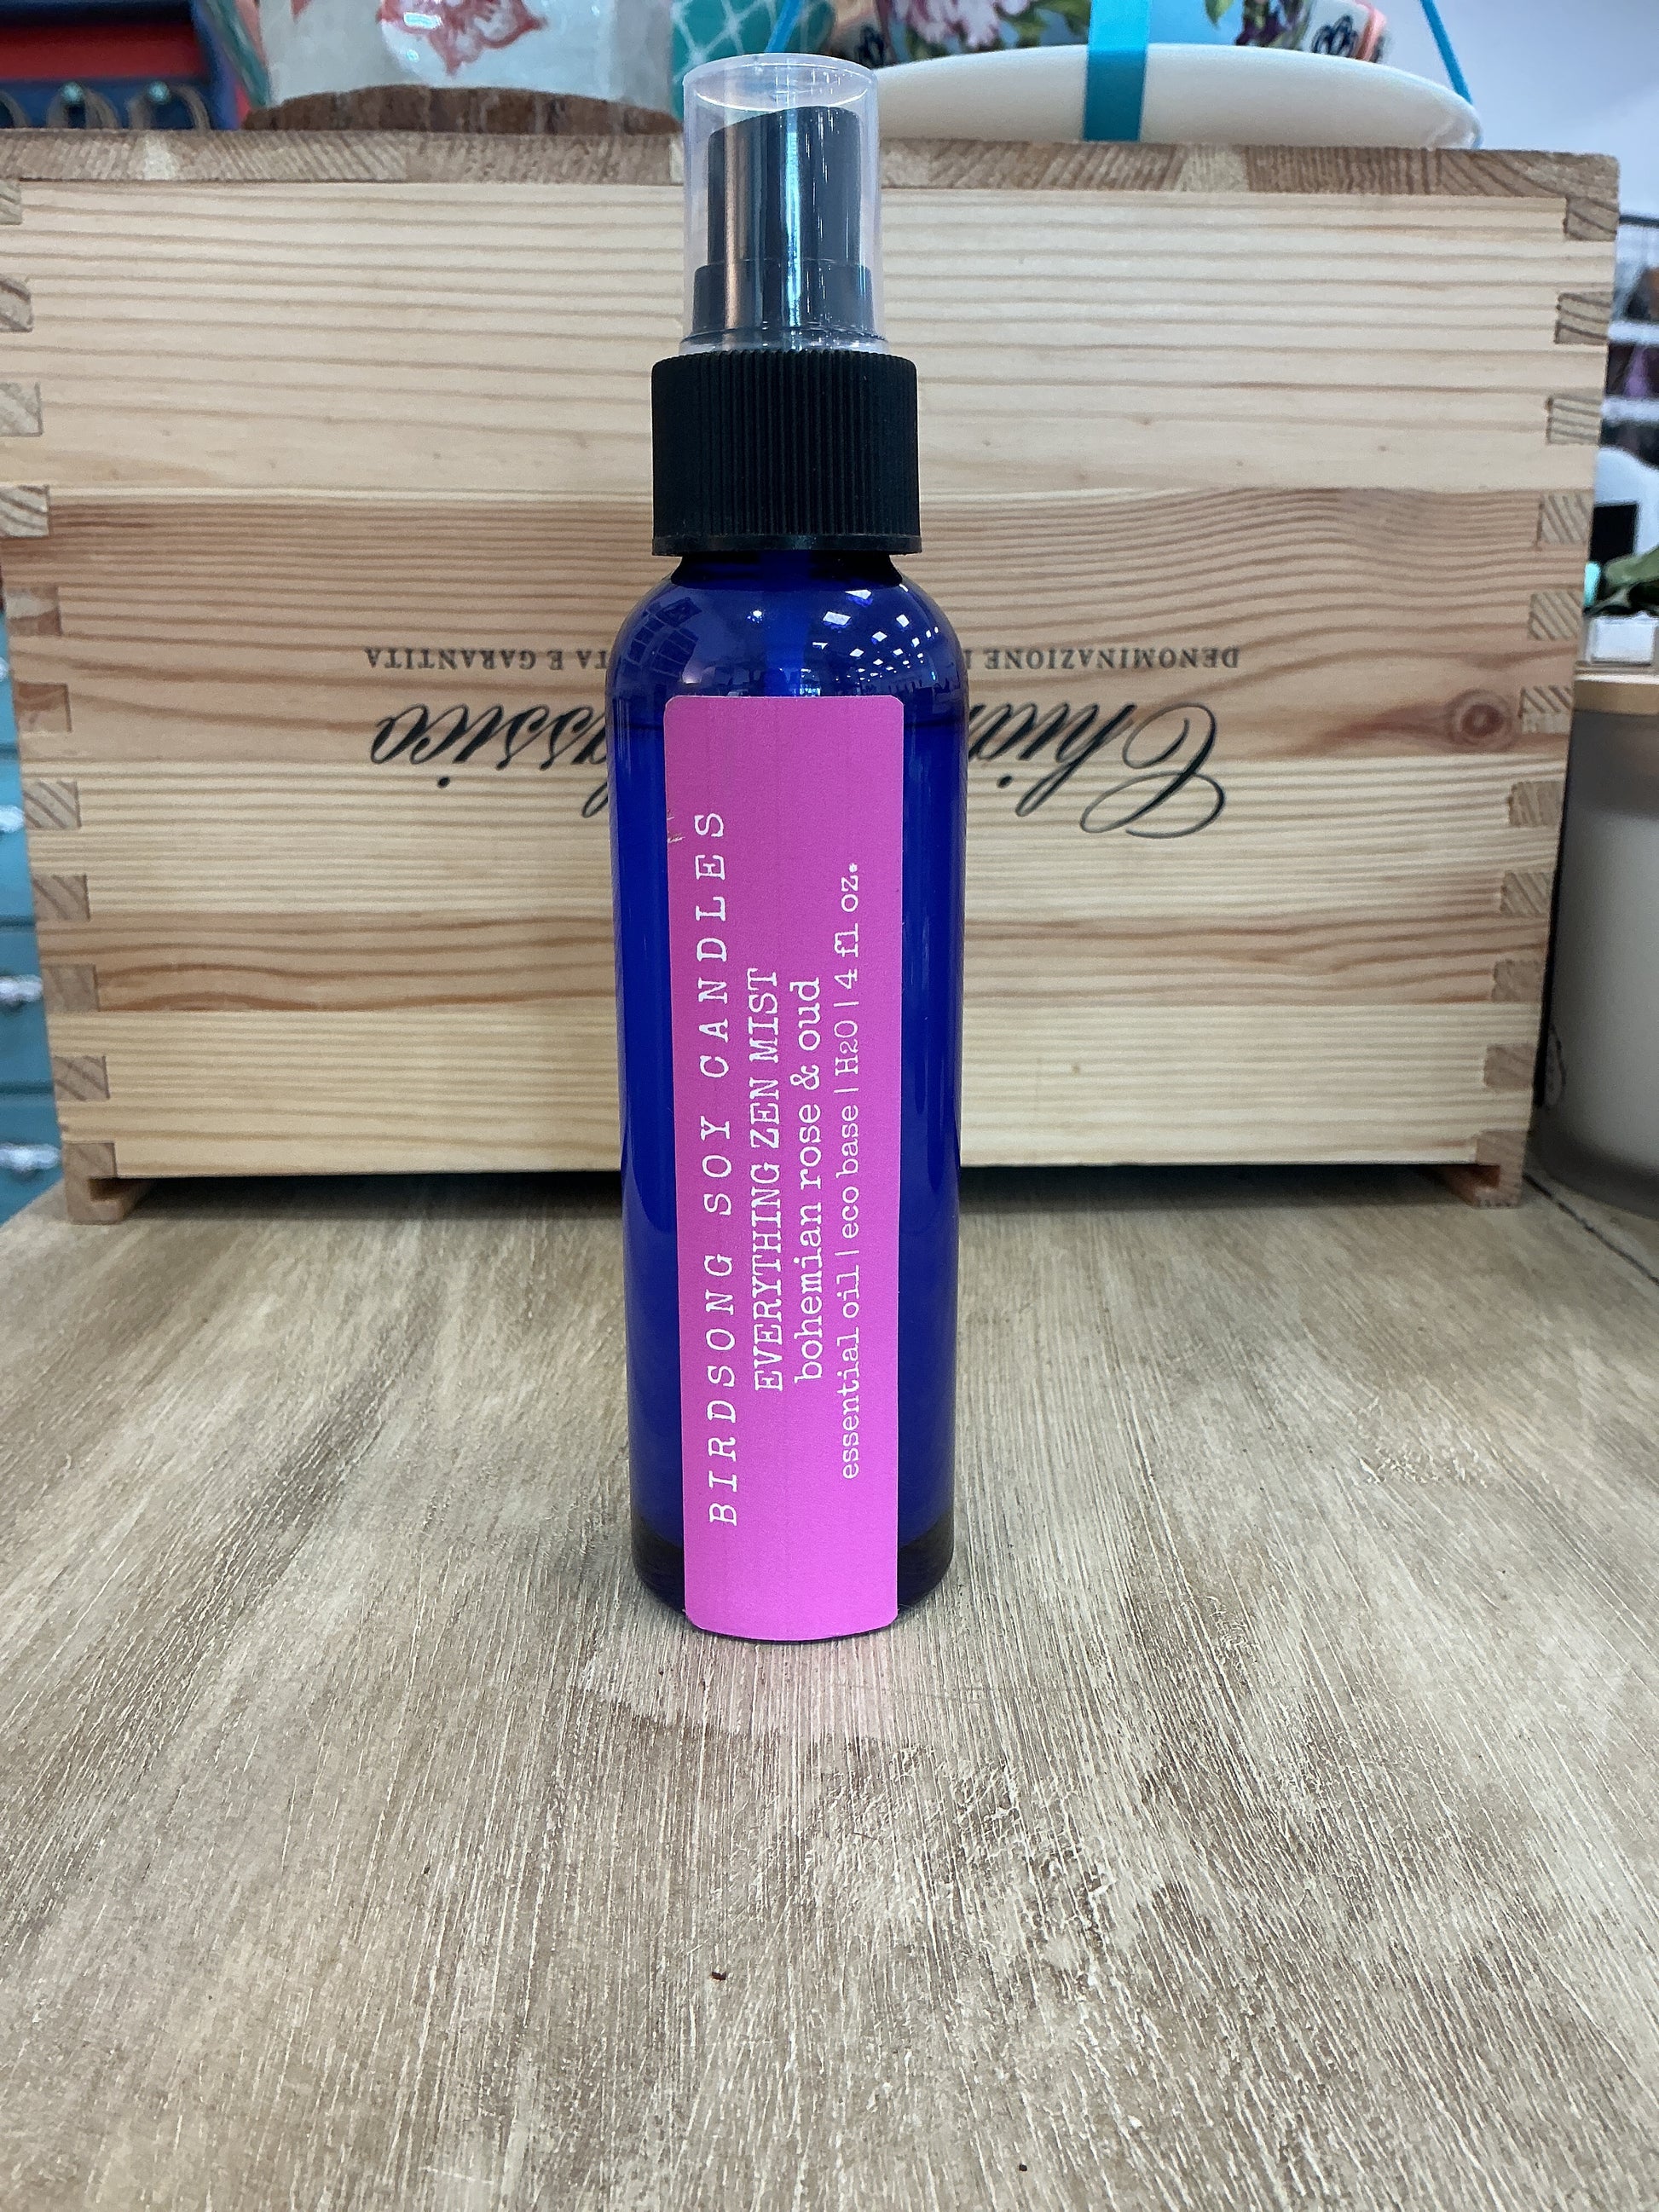 BIRDSONG SOY CANDLES
EVERYTHING ZEN MIST
bohemian rose & oud
essential oil | eco base | H2O | 4 fl oz.
DENOMINAZIONE
E GARANTITA